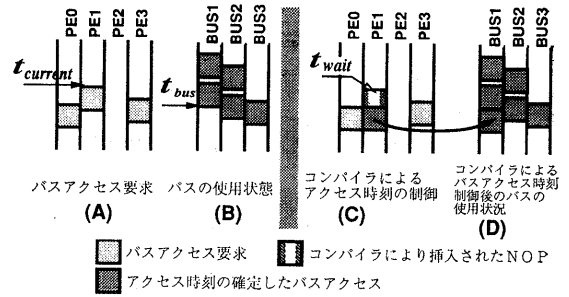 PE0 PE1 PE2 PE3
BUS1 BUS2 BUS3
PE0 PE1 PE2 PE3
BUS1 BUS2 BUS3
tcurrent
tbus
twait
バスアクセス要求
(A)
バスの使用状態
(B)
コンパイラによる
アクセス時刻の制御
(C)
コンパイラによる
バスアクセス時刻
制御後のバスの
使用状況
(D)
バスアクセス要求
コンパイラにより挿入されたNOP
アクセス時刻の確定したバスアクセス